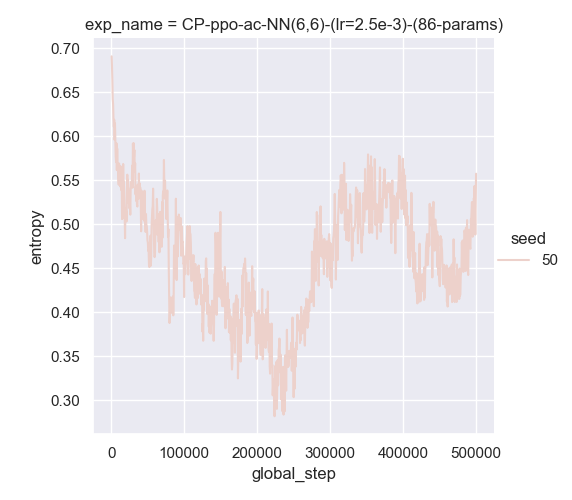 exp_name = CP-ppo-ac-NN(6,6)-(lr=2.5e-3)-(86-params)
0.70
0.65
0.60
0.55
0.50
0.45
0.40
0.35
0.30
entropy
seed
50
0 100000 200000 300000 400000 500000
global_step